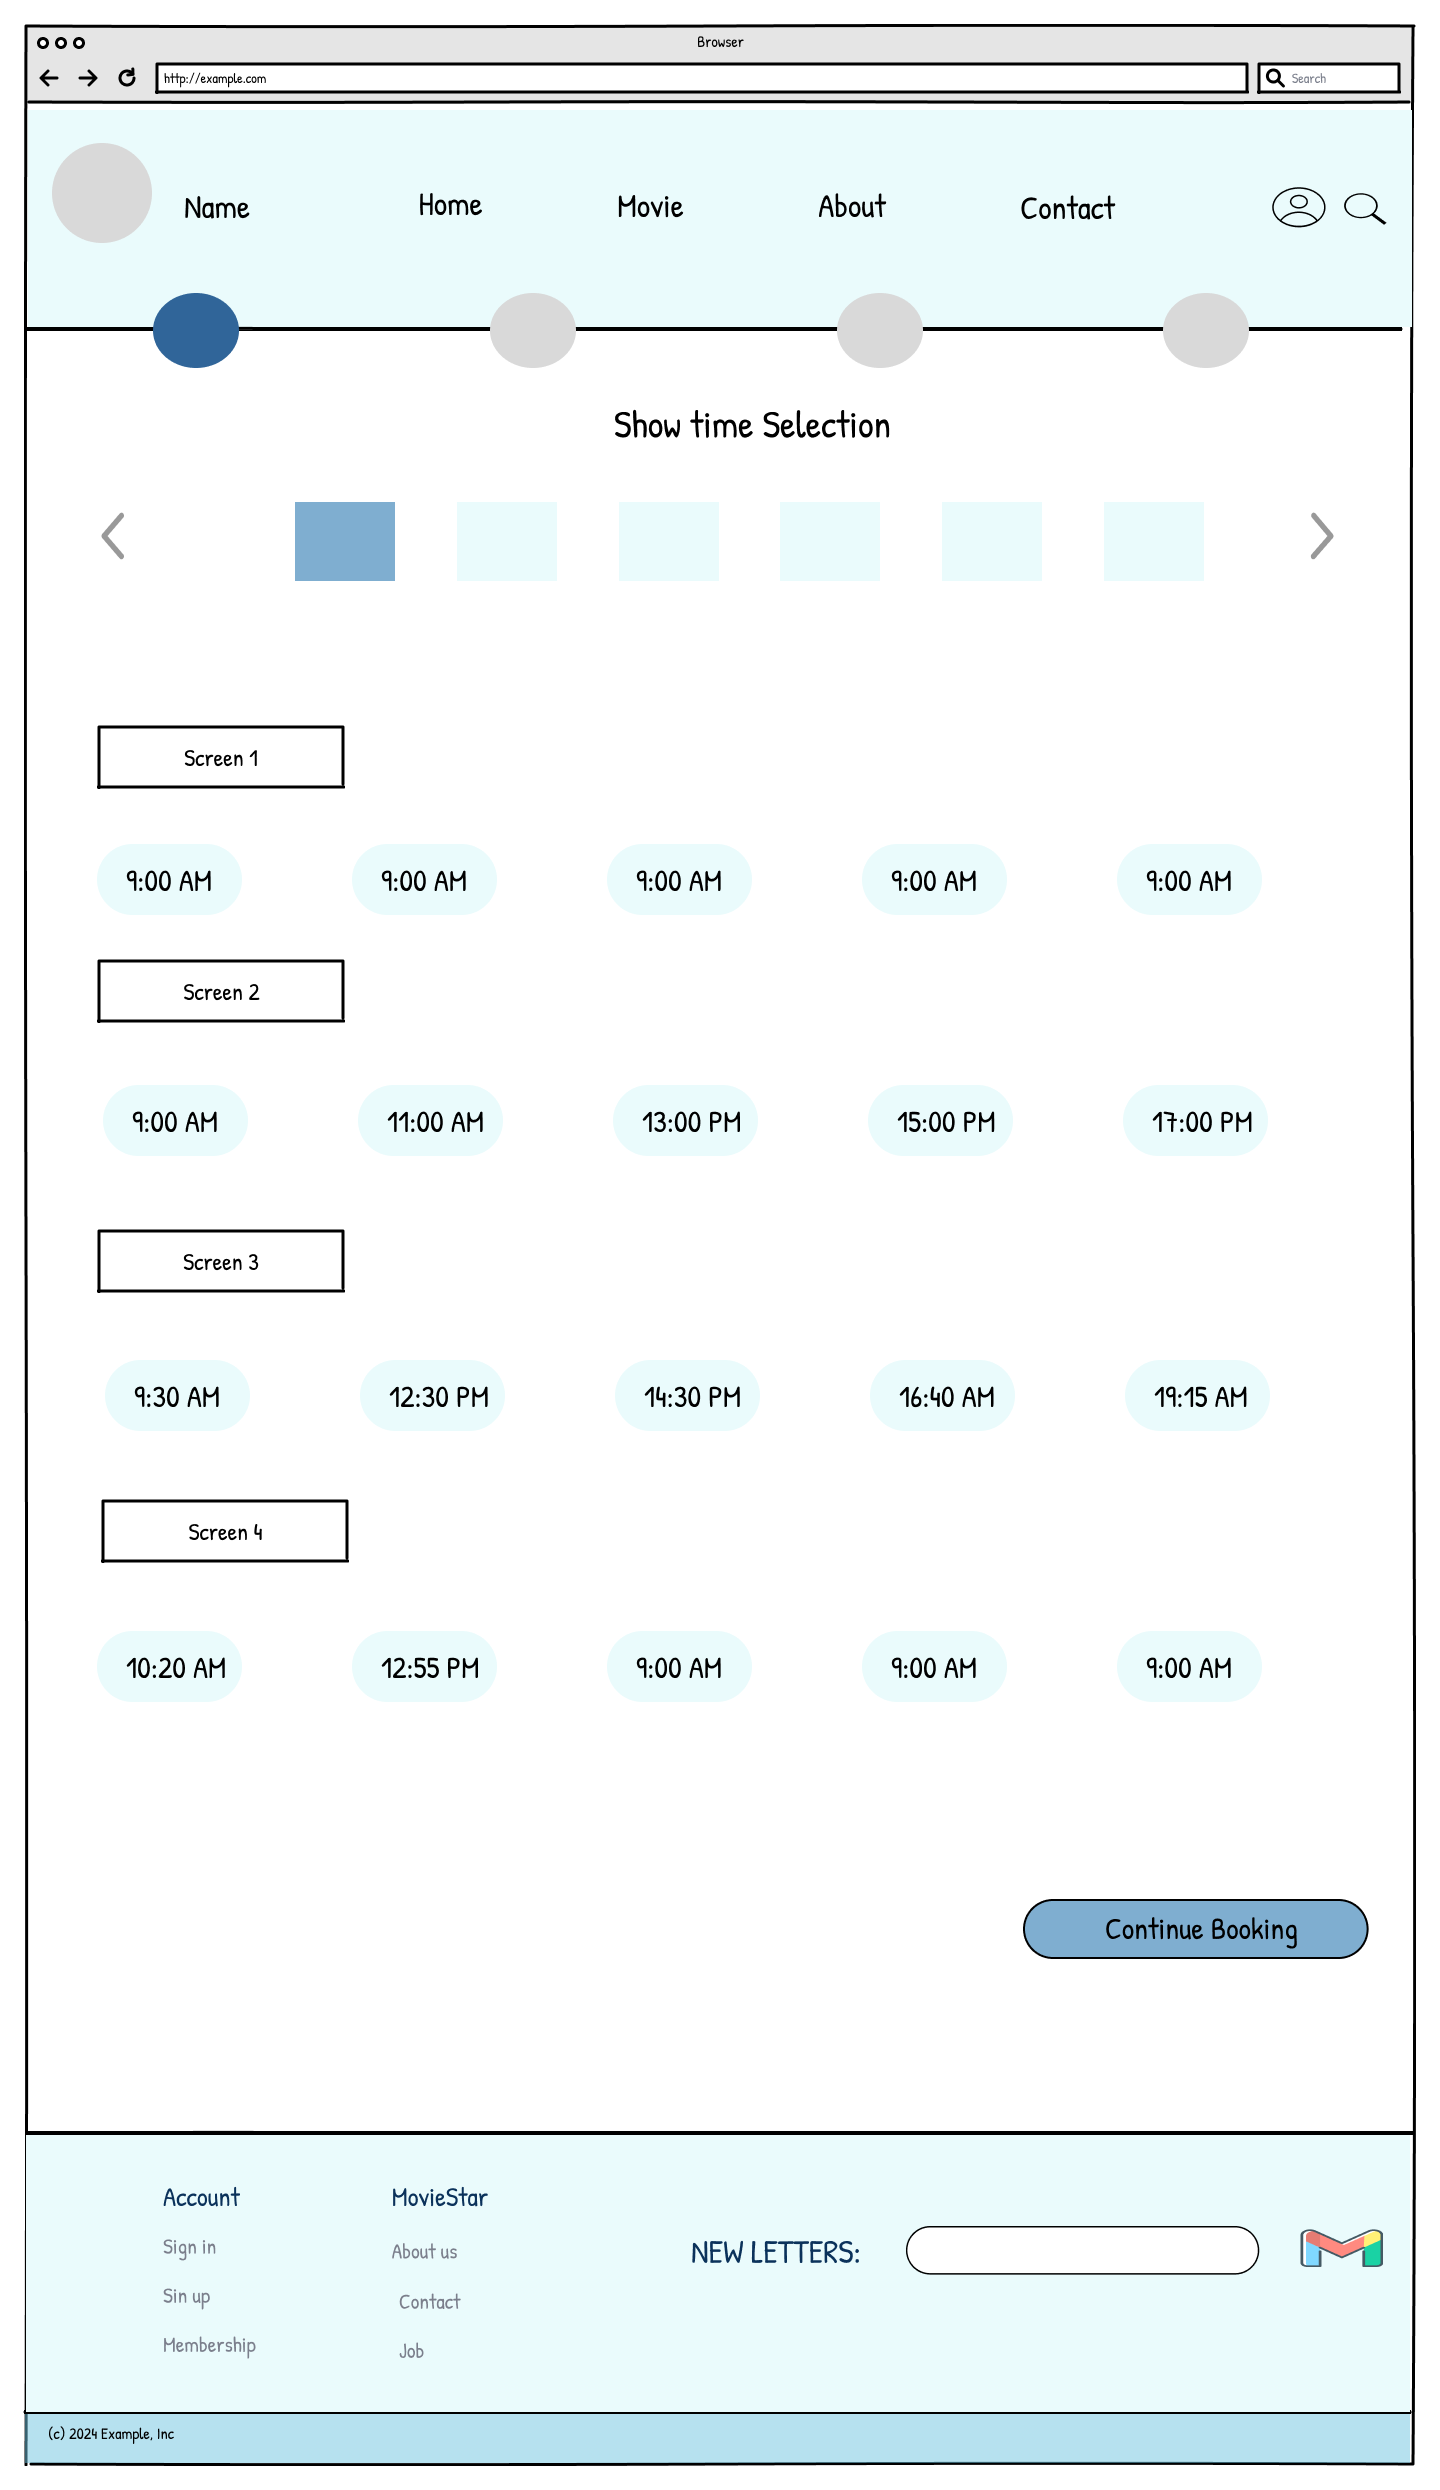 Browser
http://example.com
Search
Name Home Movie About Contact
Show time Selection
Screen 1
9:00 AM 9:00 AM 9:00 AM 9:00 AM 9:00 AM
Screen 2
9:00 AM 11:00 AM 13:00 PM 15:00 PM 17:00 PM
Screen 3
9:30 AM 12:30 PM 14:30 PM 16:40 AM 19:15 AM
Screen 4
10:20 AM 12:55 PM 9:00 AM 9:00 AM 9:00 AM
Continue Booking
Account
Sign in
Sin up
Membership
MovieStar
About us
Contact
Job
NEW LETTERS:
(c) 2024 Example, Inc